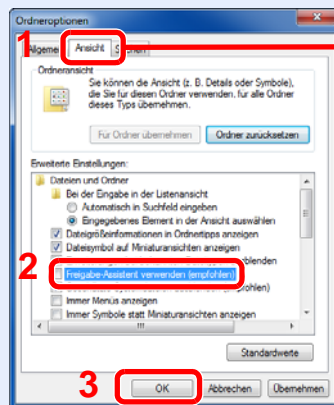 Ordneroptionen
1
Allgemein Ansicht Suchen
Ordneransicht
Sie können die Ansicht (z. B. Details oder Symbole),
die Sie für diesen Ordner verwenden, für alle Ordner
dieses Typs übernehmen.
Für Ordner übernehmen Ordner zurücksetzen
Erweiterte Einstellungen:
Dateien und Ordner
Bei der Eingabe in der Listenansicht
Automatisch in Suchfeld eingeben
Eingegebenes Element in der Ansicht auswählen
Dateigrößeinformationen in Ordnertipps anzeigen
Dateisymbol auf Miniaturansichten anzeigen
2
Freigabe-Assistent verwenden (empfohlen)
Immer Menüs anzeigen
Immer Symbole statt Miniaturansichten anzeigen
Standardwerte
3
OK Abbrechen Übernehmen